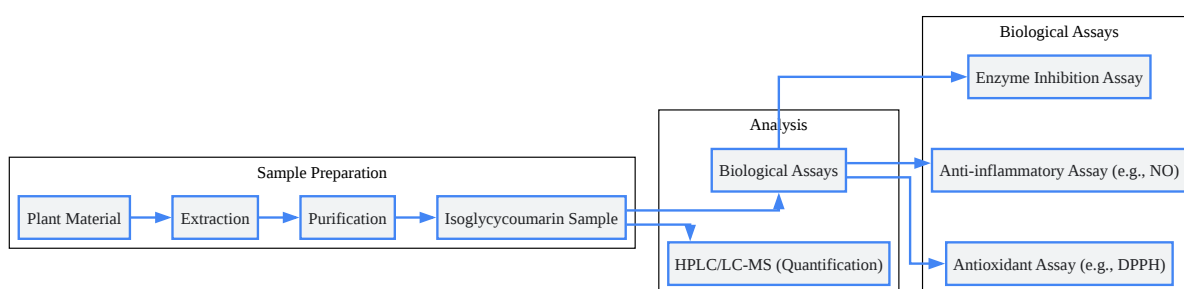 Sample Preparation
Plant Material
Extraction
Purification
Isoglycycoumarin Sample
Analysis
Biological Assays
HPLC/LC-MS (Quantification)
Biological Assays
Enzyme Inhibition Assay
Anti-inflammatory Assay (e.g., NO)
Antioxidant Assay (e.g., DPPH)